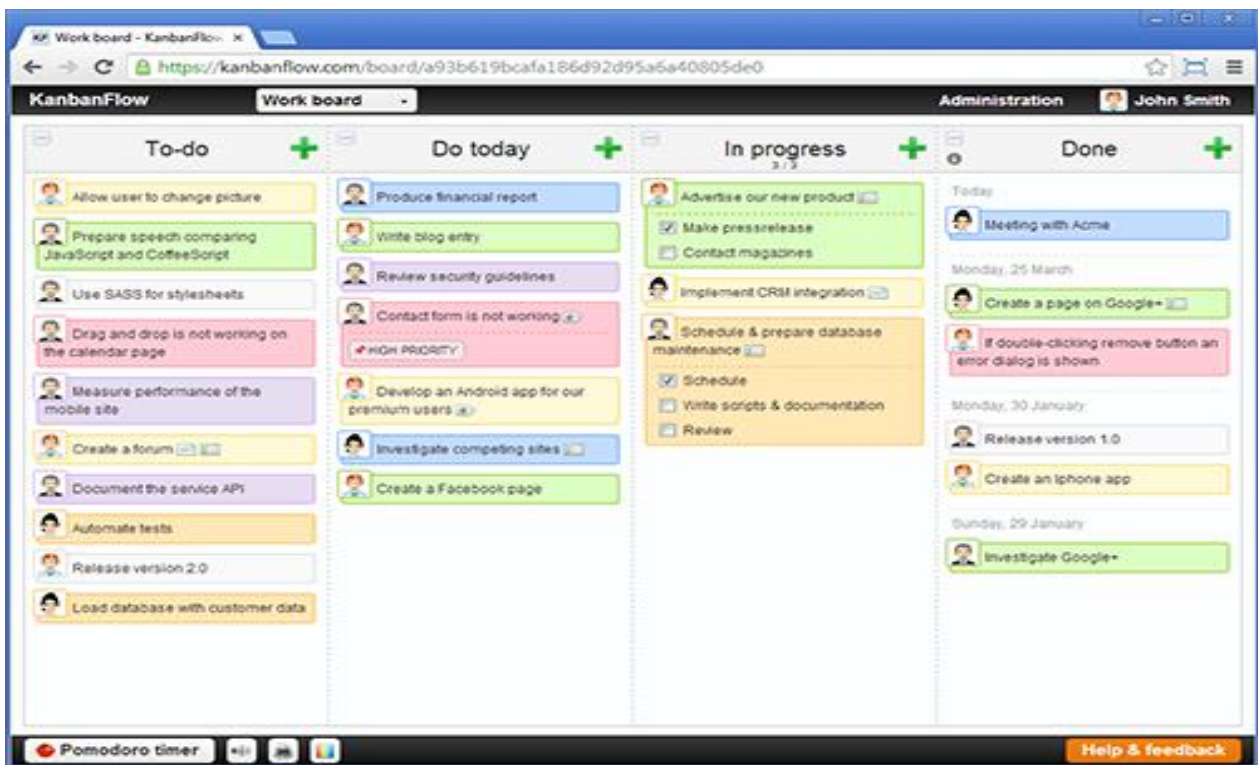 Work board - KanbanFlo
https://kanbanflow.com/board/a93b619bcafa186d92d95a6a40805de0
KanbanFlow
Work board
Administration
John Smith
To-do
Allow user to change picture
Prepare speech comparing
JavaScript and CoffeeScript
Use SASS for stylesheets
Drag and drop is not working on
the calendar page
Measure performance of the
mobile site
Create a forum
Document the service API
Automate tests
Release version 2.0
Load database with customer data
Do today
Produce financial report
Write blog entry
Review security guidelines
Contact form is not working
HIGH PRIORITY
Develop an Android app for our
premium users
Investigate competing sites
Create a Facebook page
In progress
3 / 3
Advertise our new product
Make pressrelease
Contact magazines
Implement CRM integration
Schedule & prepare database
maintenance
Schedule
Write scripts & documentation
Review
Done
Today
Meeting with Acme
Monday, 25 March
Create a page on Google+
If double-clicking remove button an
error dialog is shown
Monday, 30 January
Release version 1.0
Create an Iphone app
Sunday, 29 January
Investigate Google+
Pomodoro timer
Help & feedback